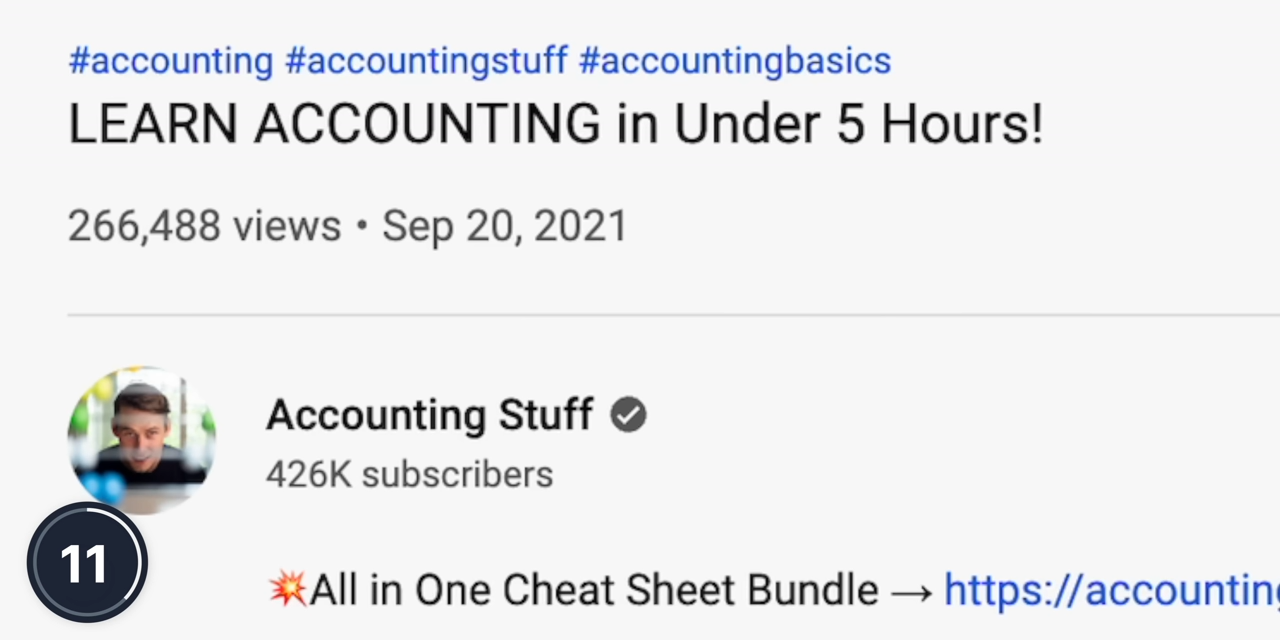 #accounting #accountingstuff #accountingbasics
LEARN ACCOUNTING in Under 5 Hours!
266,488 views • Sep 20, 2021
Accounting Stuff
426K subscribers
11
💥All in One Cheat Sheet Bundle → https://accounting